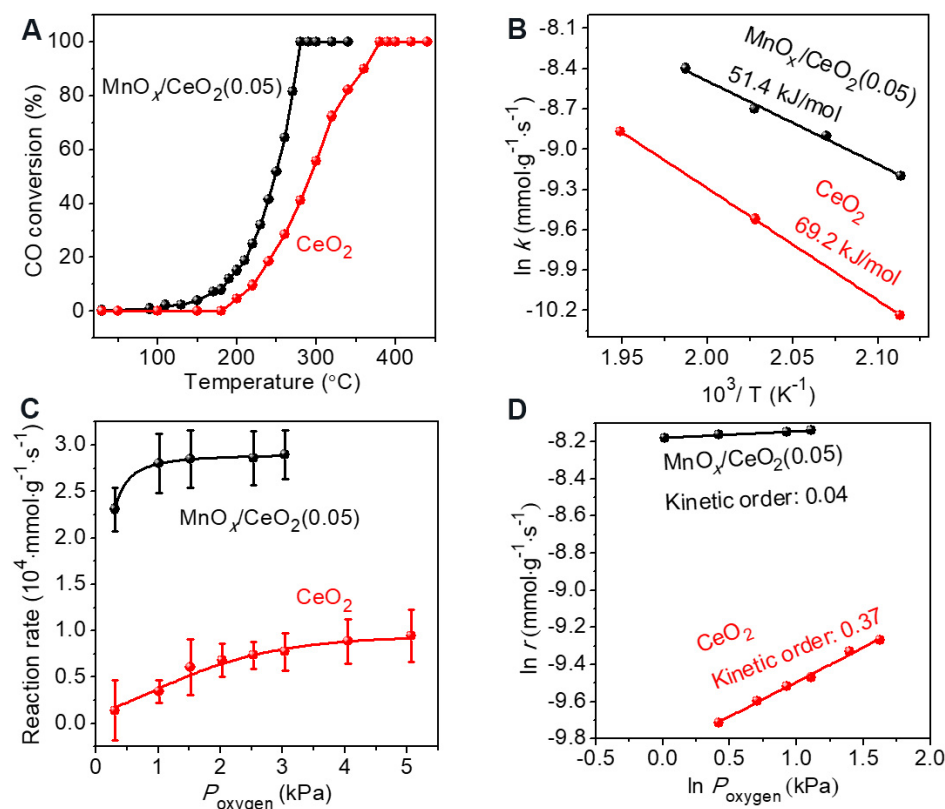 A
100
80
60
40
20
0
CO conversion (%)
MnOₓ/CeO₂(0.05)
CeO₂
100
200
300
400
Temperature (°C)
B
-8.1
-8.4
-8.7
-9.0
-9.3
-9.6
-9.9
-10.2
ln k (mmol·g⁻¹·s⁻¹)
MnOₓ/CeO₂(0.05)
51.4 kJ/mol
CeO₂
69.2 kJ/mol
1.95
2.00
2.05
2.10
10³/ T (K⁻¹)
C
3.0
2.5
2.0
1.5
1.0
0.5
0.0
Reaction rate (10⁴·mmol·g⁻¹·s⁻¹)
MnOₓ/CeO₂(0.05)
CeO₂
0
1
2
3
4
5
P oxygen (kPa)
D
-8.2
-8.4
-8.6
-8.8
-9.0
-9.2
-9.4
-9.6
-9.8
ln r (mmol·g⁻¹·s⁻¹)
MnOₓ/CeO₂(0.05)
Kinetic order: 0.04
CeO₂
Kinetic order: 0.37
-0.5
0.0
0.5
1.0
1.5
2.0
ln P oxygen (kPa)